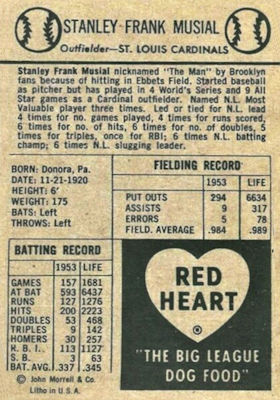 STANLEY FRANK MUSIAL
Outfielder—ST. LOUIS CARDINALS
Stanley Frank Musial nicknamed "The Man" by Brooklyn
fans because of hitting in Ebbets Field. Started baseball
as pitcher but has played in 4 World's Series and 9 All
Star games as a Cardinal outfielder. Named N.L. Most
Valuable player three times. Led or tied for N.L. lead
4 times for no. games played, 4 times for runs scored,
6 times for no. of hits, 6 times for no. of doubles, 5
times for triples, once for RBI; 6 times N.L. batting
champ; 6 times N.L. slugging leader.
BORN: Donora, Pa.
DATE: 11-21-1920
HEIGHT: 6'
WEIGHT: 175
BATS: Left
THROWS: Left
FIELDING RECORD
1953 LIFE
PUT OUTS 294 6634
ASSISTS 9 317
ERRORS 5 78
FIELD. AVERAGE .984 .989
BATTING RECORD
1953 LIFE
GAMES 157 1681
AT BAT 593 6437
RUNS 127 1276
HITS 200 2223
DOUBLES 53 468
TRIPLES 9 142
HOMERS 30 257
R. B. I. 113 1127
S. B. 3 63
BAT. AVG. .337 .345
© John Morrell & Co.
Litho in U.S.A.
RED
HEART
®
"THE BIG LEAGUE
DOG FOOD"